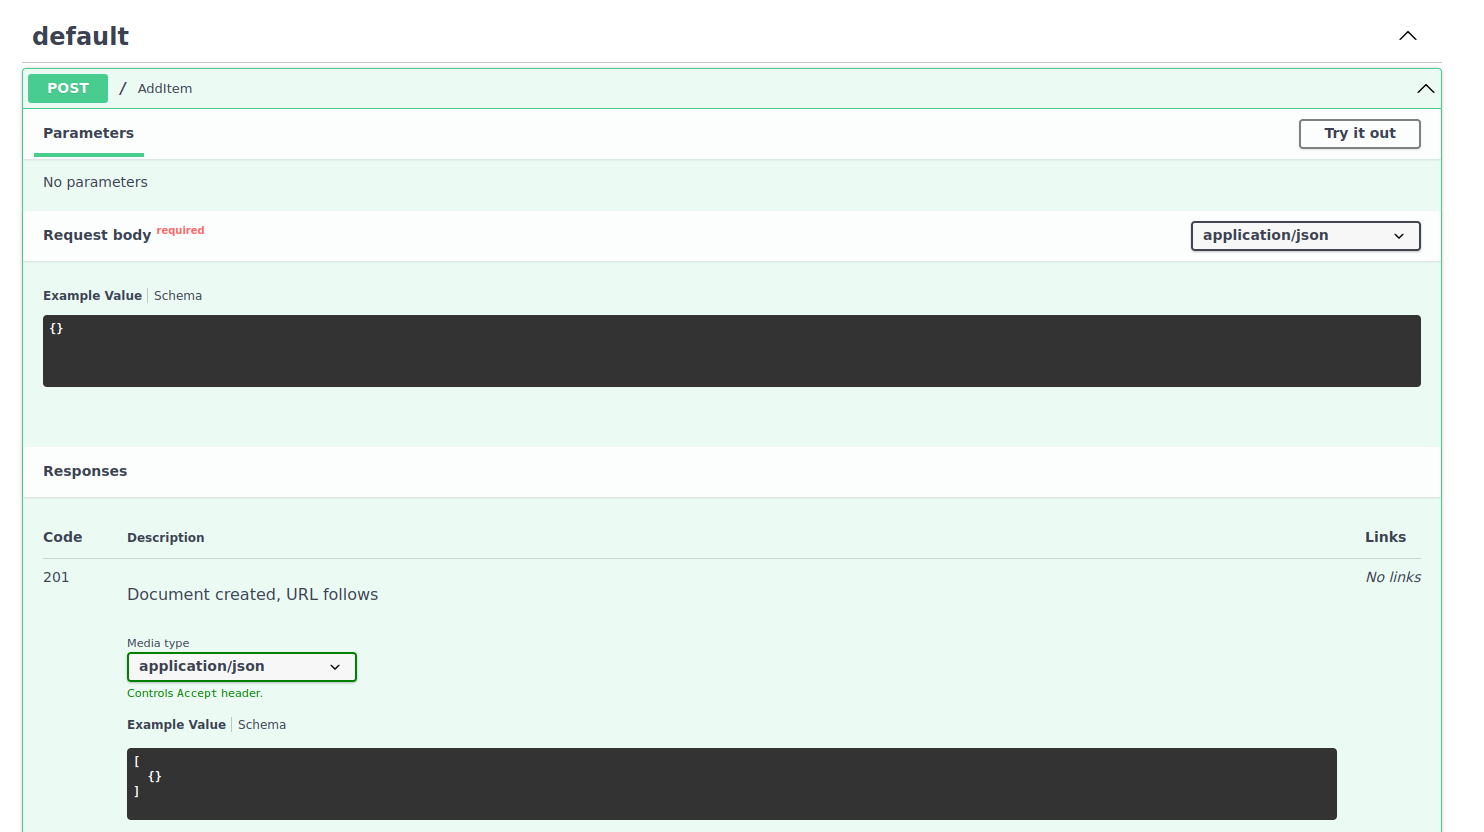 default
POST / AddItem
Parameters
Try it out
No parameters
Request body required
application/json
Example Value Schema
{}
Responses
Code Description Links
201 No links
Document created, URL follows
Media type
application/json
Controls Accept header.
Example Value Schema
[
{}
]